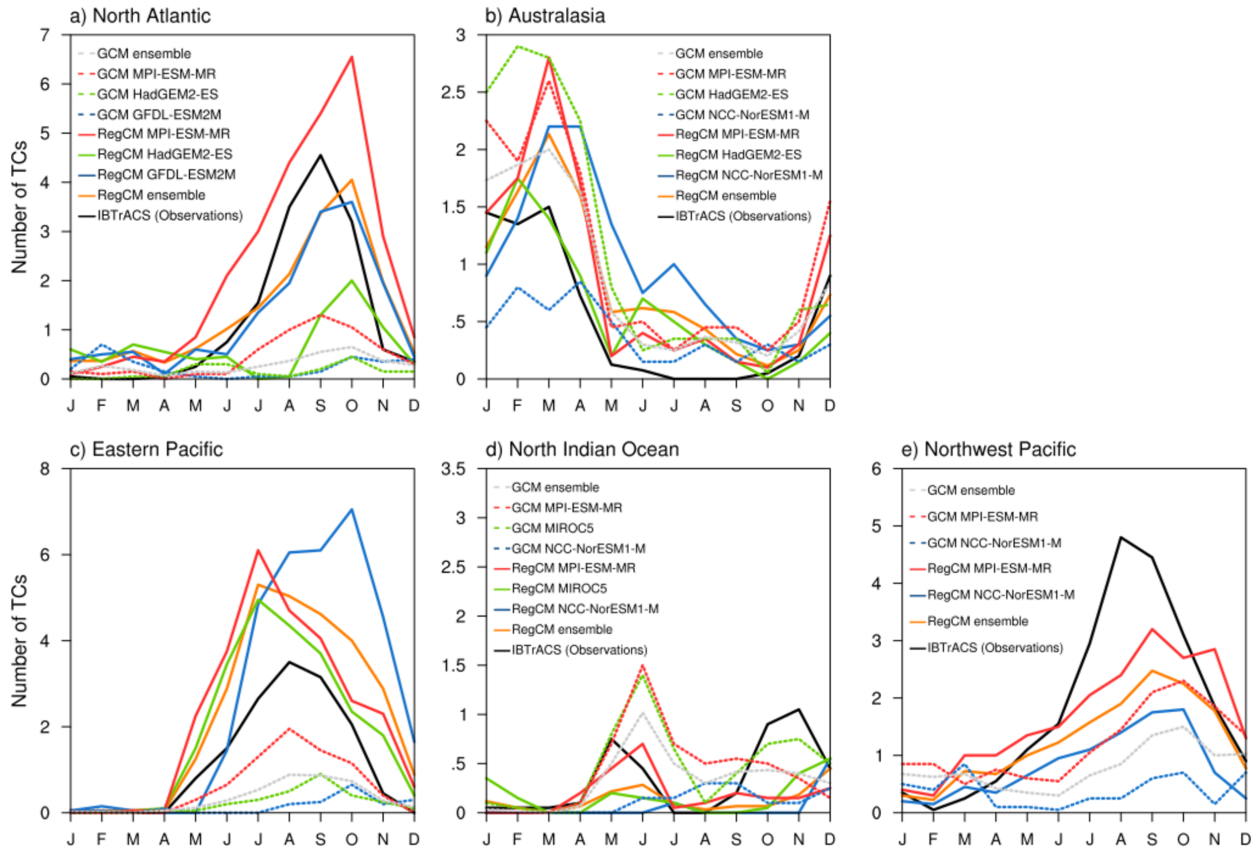 a) North Atlantic
Number of TCs
7
6
5
4
3
2
1
0
GCM ensemble
GCM MPI-ESM-MR
GCM HadGEM2-ES
GCM GFDL-ESM2M
RegCM MPI-ESM-MR
RegCM HadGEM2-ES
RegCM GFDL-ESM2M
RegCM ensemble
IBTrACS (Observations)
J F M A M J J A S O N D
b) Australasia
3
2.5
2
1.5
1
.5
0
GCM ensemble
GCM MPI-ESM-MR
GCM HadGEM2-ES
GCM NCC-NorESM1-M
RegCM MPI-ESM-MR
RegCM HadGEM2-ES
RegCM NCC-NorESM1-M
RegCM ensemble
IBTrACS (Observations)
J F M A M J J A S O N D
c) Eastern Pacific
Number of TCs
8
6
4
2
0
J F M A M J J A S O N D
d) North Indian Ocean
3.5
3
2.5
2
1.5
1
.5
0
GCM ensemble
GCM MPI-ESM-MR
GCM MIROC5
GCM NCC-NorESM1-M
RegCM MPI-ESM-MR
RegCM MIROC5
RegCM NCC-NorESM1-M
RegCM ensemble
IBTrACS (Observations)
J F M A M J J A S O N D
e) Northwest Pacific
6
5
4
3
2
1
0
GCM ensemble
GCM MPI-ESM-MR
GCM NCC-NorESM1-M
RegCM MPI-ESM-MR
RegCM NCC-NorESM1-M
RegCM ensemble
IBTrACS (Observations)
J F M A M J J A S O N D